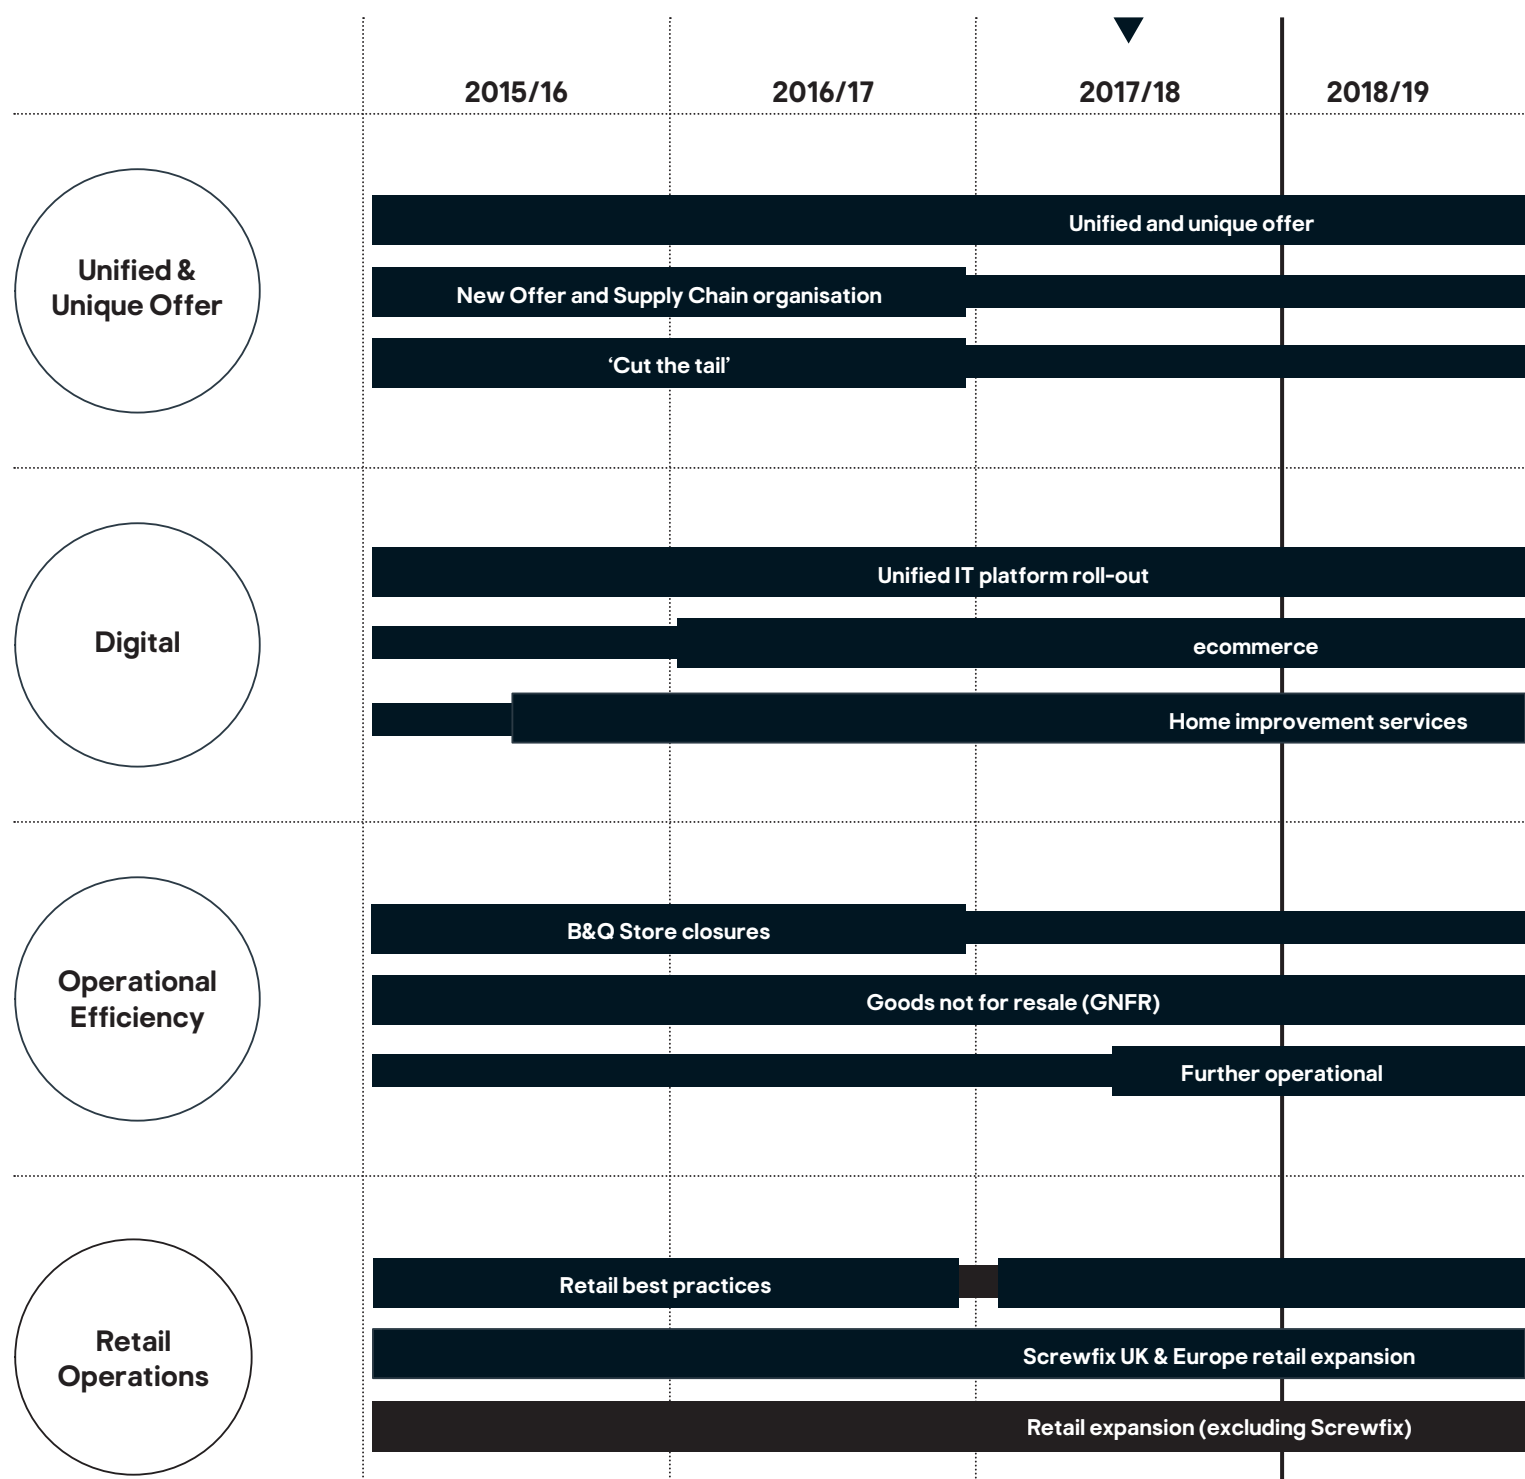 2015/16 2016/17 2017/18 2018/19
Unified &
Unique Offer
Unified and unique offer
New Offer and Supply Chain organisation
‘Cut the tail’
Digital
Unified IT platform roll-out
ecommerce
Home improvement services
Operational
Efficiency
B&Q Store closures
Goods not for resale (GNFR)
Further operational
Retail
Operations
Retail best practices
Screwfix UK & Europe retail expansion
Retail expansion (excluding Screwfix)